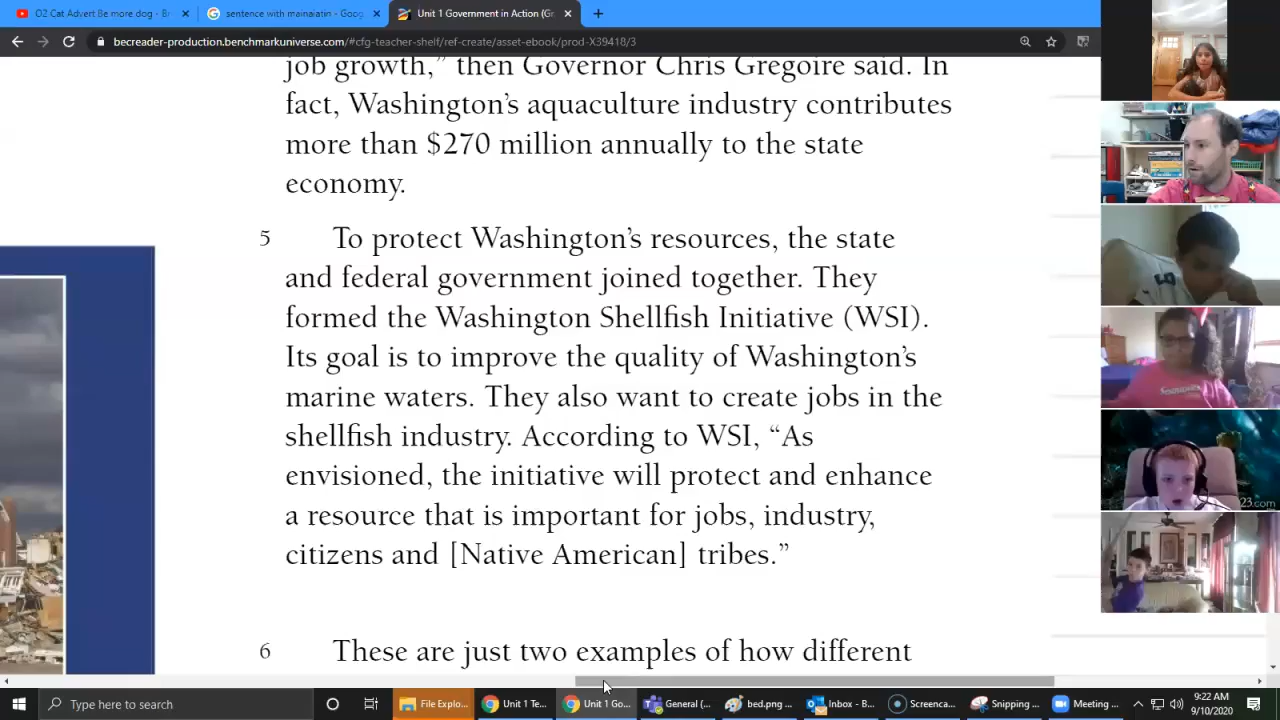 O2 Cat Advert Be more.dog - B
sentence with mainaiatin - Goog
Unit 1 Government in Action (Gr
becreader-production.benchmarkuniverse.com/#cfg-teacher-shelf/ref-create/asset-ebook/prod-X39418/3
job growth,” then Governor Chris Gregoire said. In
fact, Washington’s aquaculture industry contributes
more than $270 million annually to the state
economy.
5 To protect Washington’s resources, the state
and federal government joined together. They
formed the Washington Shellfish Initiative (WSI).
Its goal is to improve the quality of Washington’s
marine waters. They also want to create jobs in the
shellfish industry. According to WSI, “As
envisioned, the initiative will protect and enhance
a resource that is important for jobs, industry,
citizens and [Native American] tribes.”
6 These are just two examples of how different
23.com
Type here to search
File Explo...
Unit 1 Te...
Unit 1 Go...
General (...
bed.png ...
Inbox - B...
Screenca...
Snipping ...
Meeting ...
9:22 AM
9/10/2020